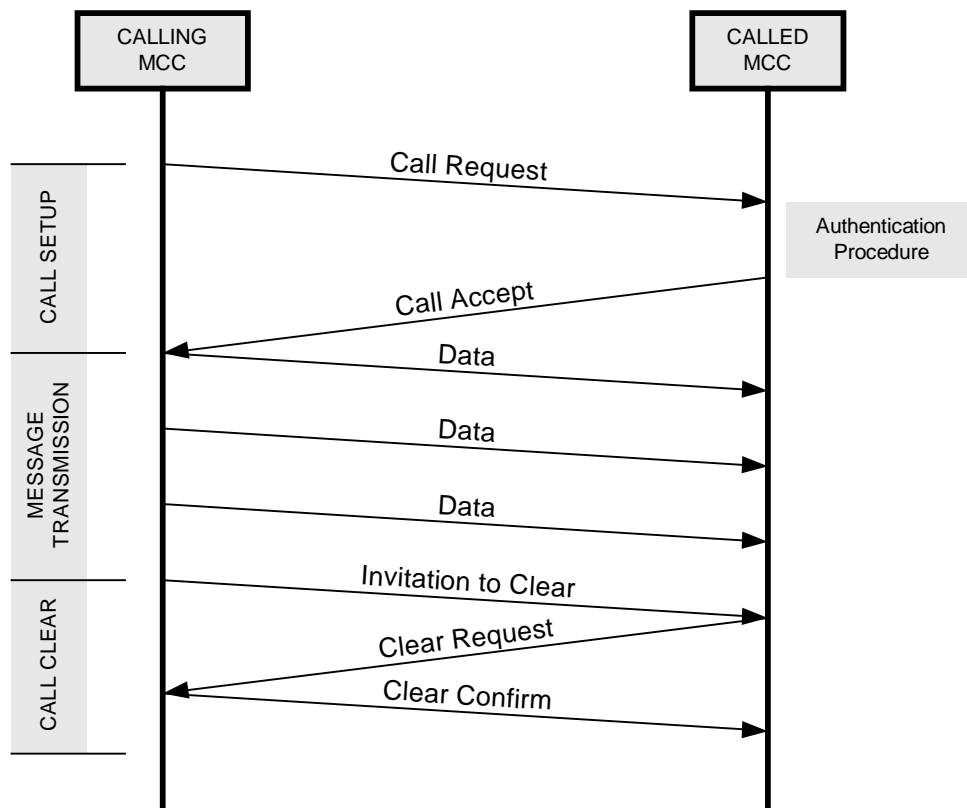 CALLING
MCC
CALLED
MCC
Call Request
Authentication
Procedure
CALL SETUP
Call Accept
Data
MESSAGE
TRANSMISSION
Data
Data
Invitation to Clear
CALL CLEAR
Clear Request
Clear Confirm